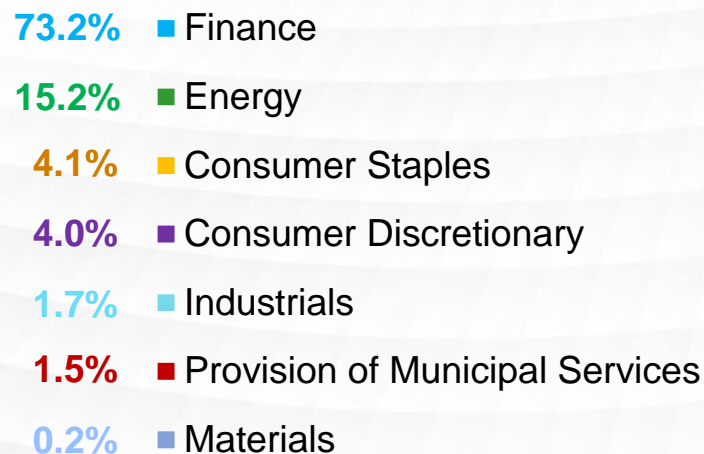 73.2% Finance
15.2% Energy
4.1% Consumer Staples
4.0% Consumer Discretionary
1.7% Industrials
1.5% Provision of Municipal Services
0.2% Materials